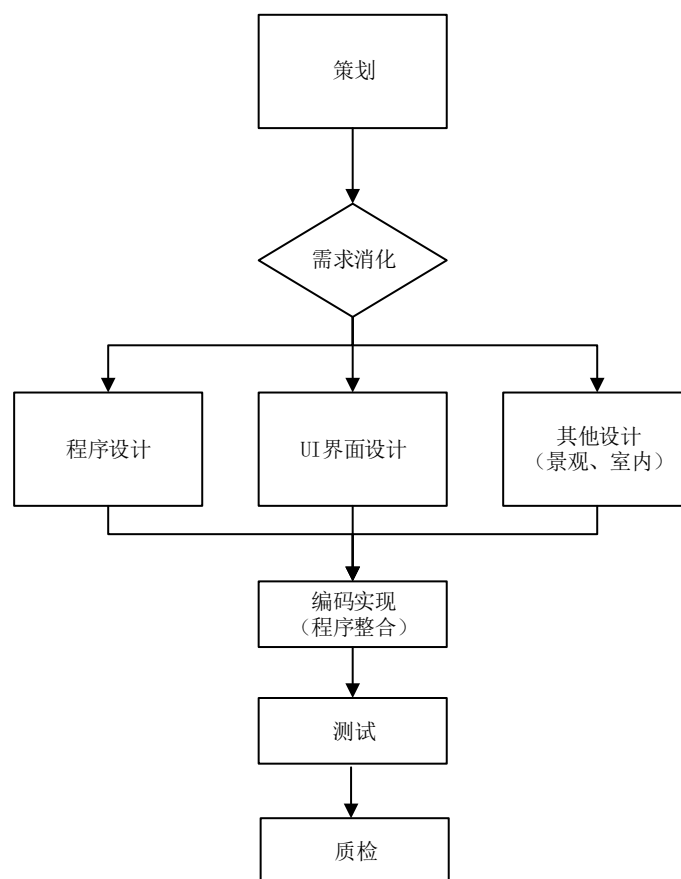 策划
需求消化
程序设计
UI界面设计
其他设计
（景观、室内）
编码实现
（程序整合）
测试
质检